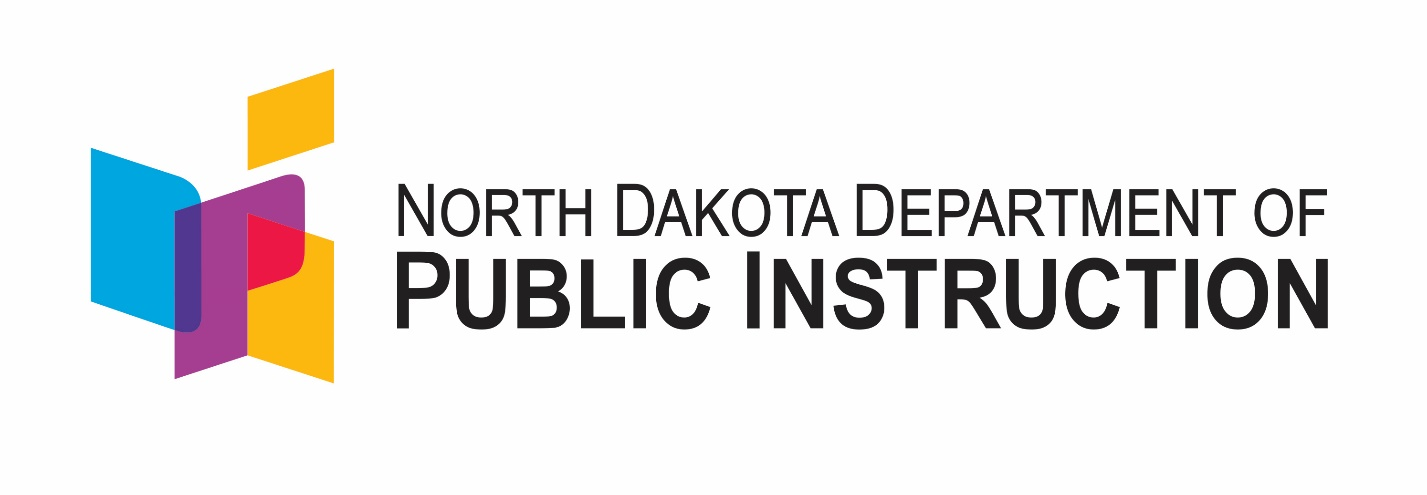 NORTH DAKOTA DEPARTMENT OF
PUBLIC INSTRUCTION